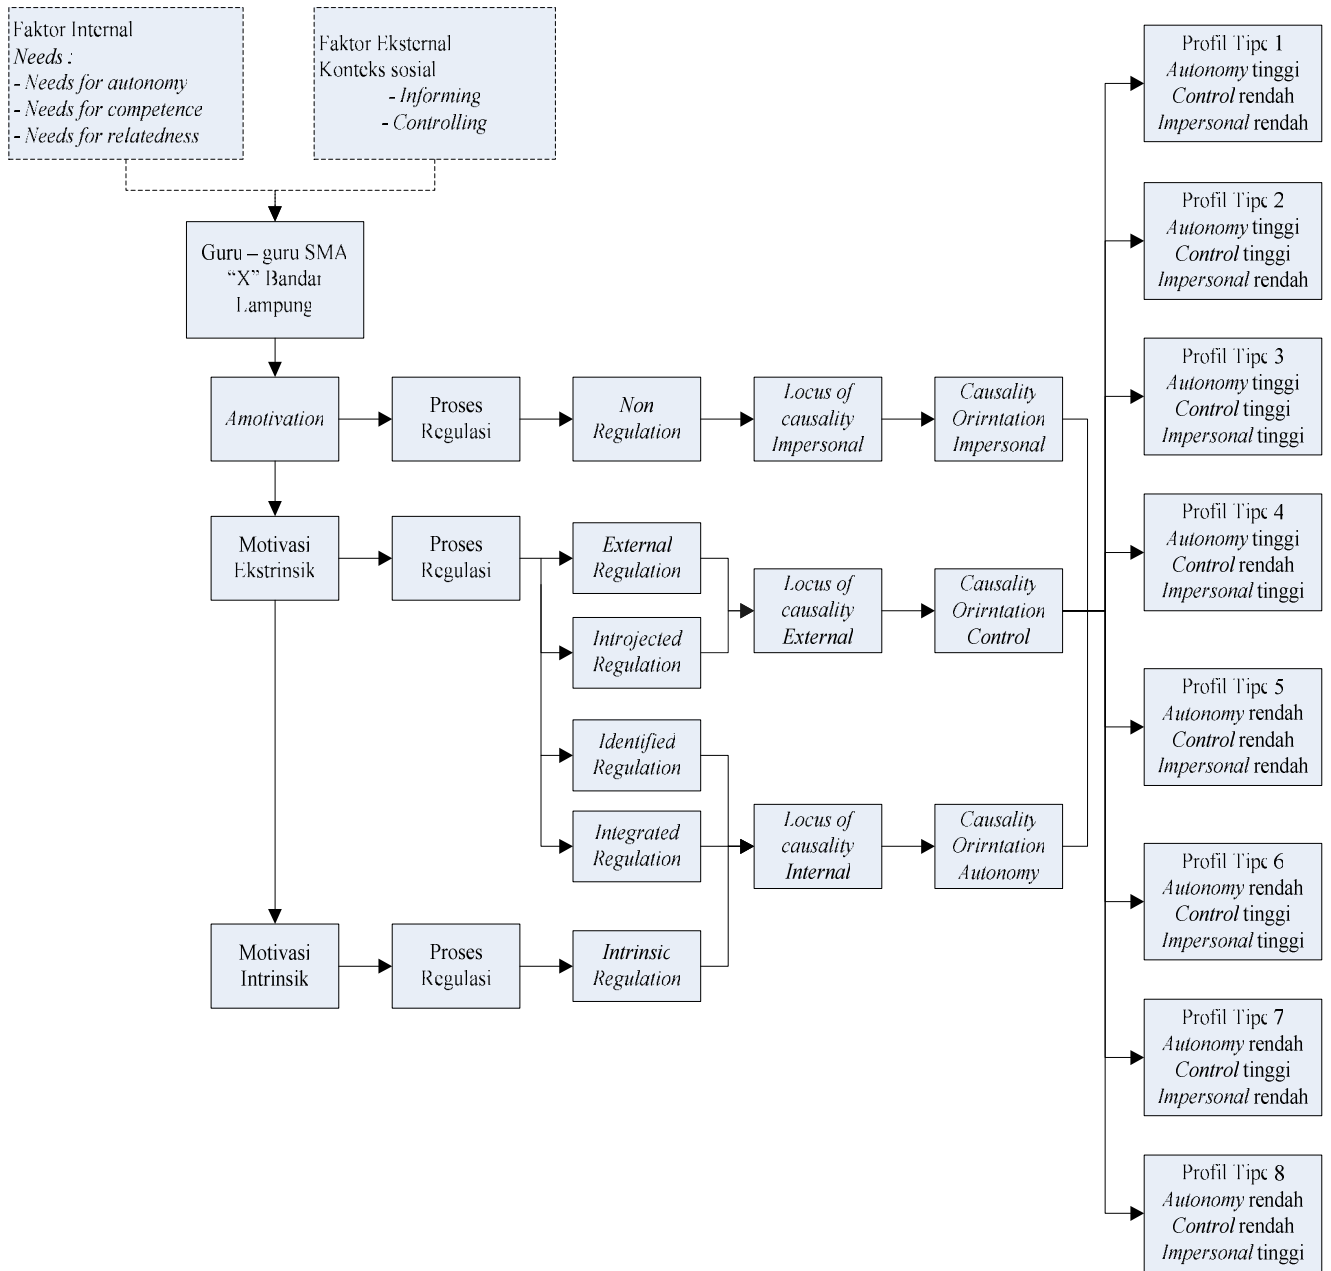 Faktor Internal
Needs :
- Needs for autonomy
- Needs for competence
- Needs for relatedness
Faktor Eksternal
Konteks sosial
- Informing
- Controlling
Guru – guru SMA
“X” Bandar
Lampung
Amotivation
Proses
Regulasi
Non
Regulation
Locus of
causality
Impersonal
Causality
Orirntation
Impersonal
Motivasi
Ekstrinsik
Proses
Regulasi
External
Regulation
Introjected
Regulation
Locus of
causality
External
Causality
Orirntation
Control
Identified
Regulation
Integrated
Regulation
Locus of
causality
Internal
Causality
Orirntation
Autonomy
Motivasi
Intrinsik
Proses
Regulasi
Intrinsic
Regulation
Profil Tipe 1
Autonomy tinggi
Control rendah
Impersonal rendah
Profil Tipe 2
Autonomy tinggi
Control tinggi
Impersonal rendah
Profil Tipe 3
Autonomy tinggi
Control tinggi
Impersonal tinggi
Profil Tipe 4
Autonomy tinggi
Control rendah
Impersonal tinggi
Profil Tipe 5
Autonomy rendah
Control rendah
Impersonal rendah
Profil Tipe 6
Autonomy rendah
Control tinggi
Impersonal tinggi
Profil Tipe 7
Autonomy rendah
Control tinggi
Impersonal rendah
Profil Tipe 8
Autonomy rendah
Control rendah
Impersonal tinggi